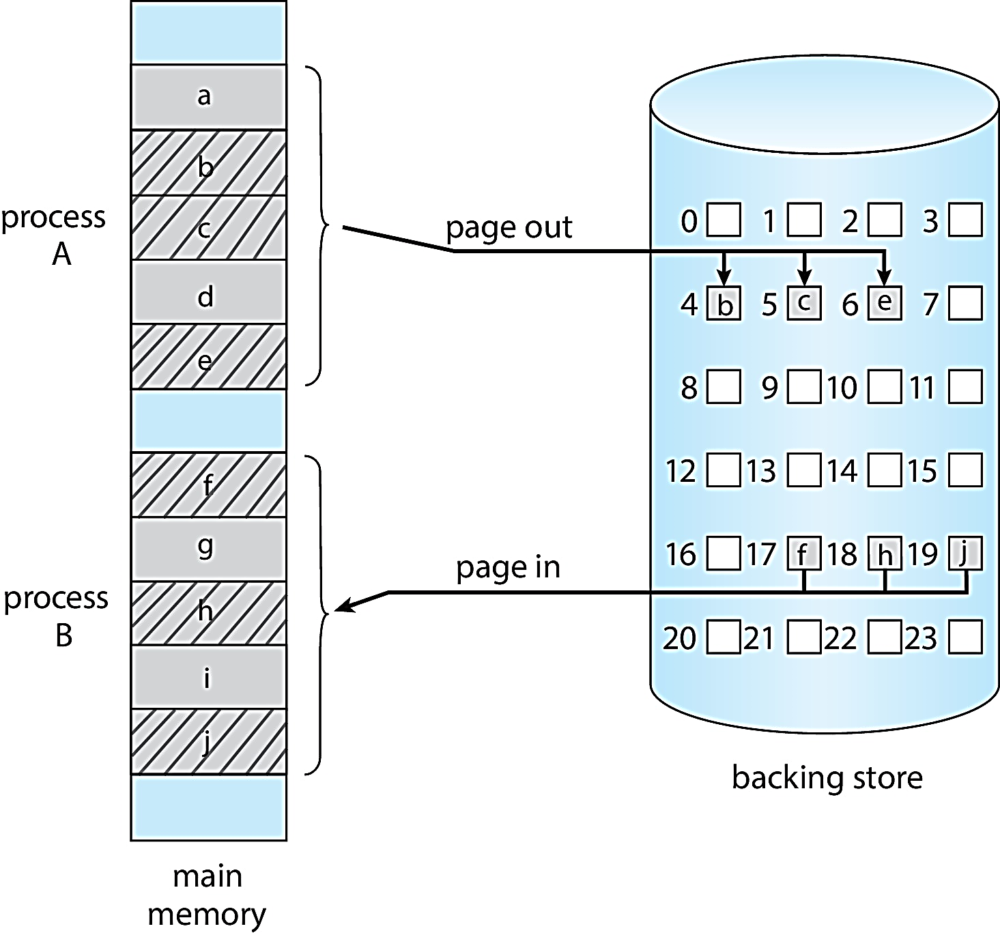 a
b
c
d
e
process
A
f
g
h
i
j
process
B
main
memory
page out
page in
0 1 2 3
4 b 5 c 6 e 7
8 9 10 11
12 13 14 15
16 17 f 18 h 19 j
20 21 22 23
backing store